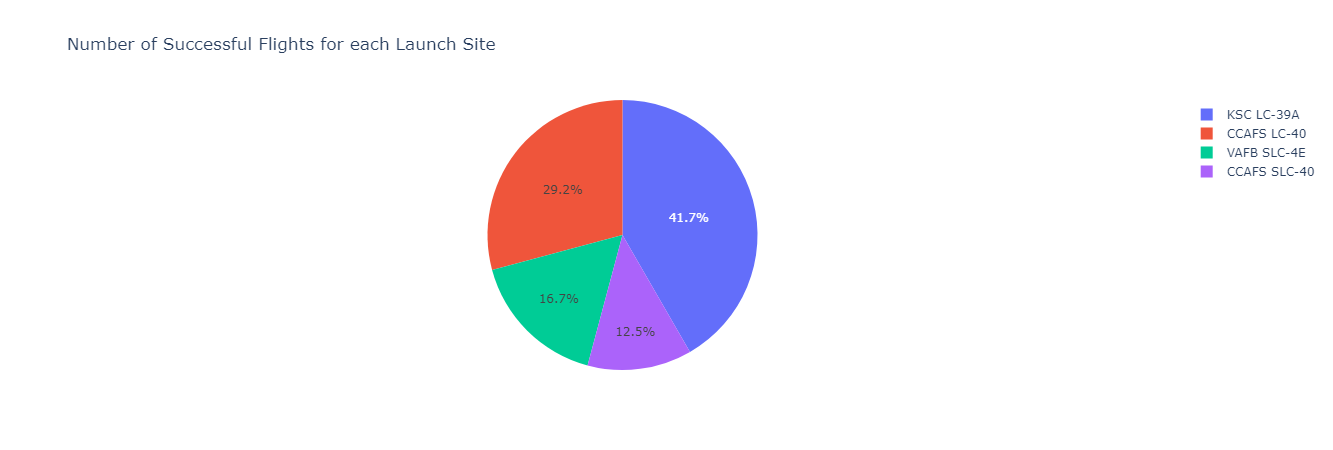 Number of Successful Flights for each Launch Site
KSC LC-39A
CCAFS LC-40
VAFB SLC-4E
CCAFS SLC-40
29.2%
41.7%
16.7%
12.5%